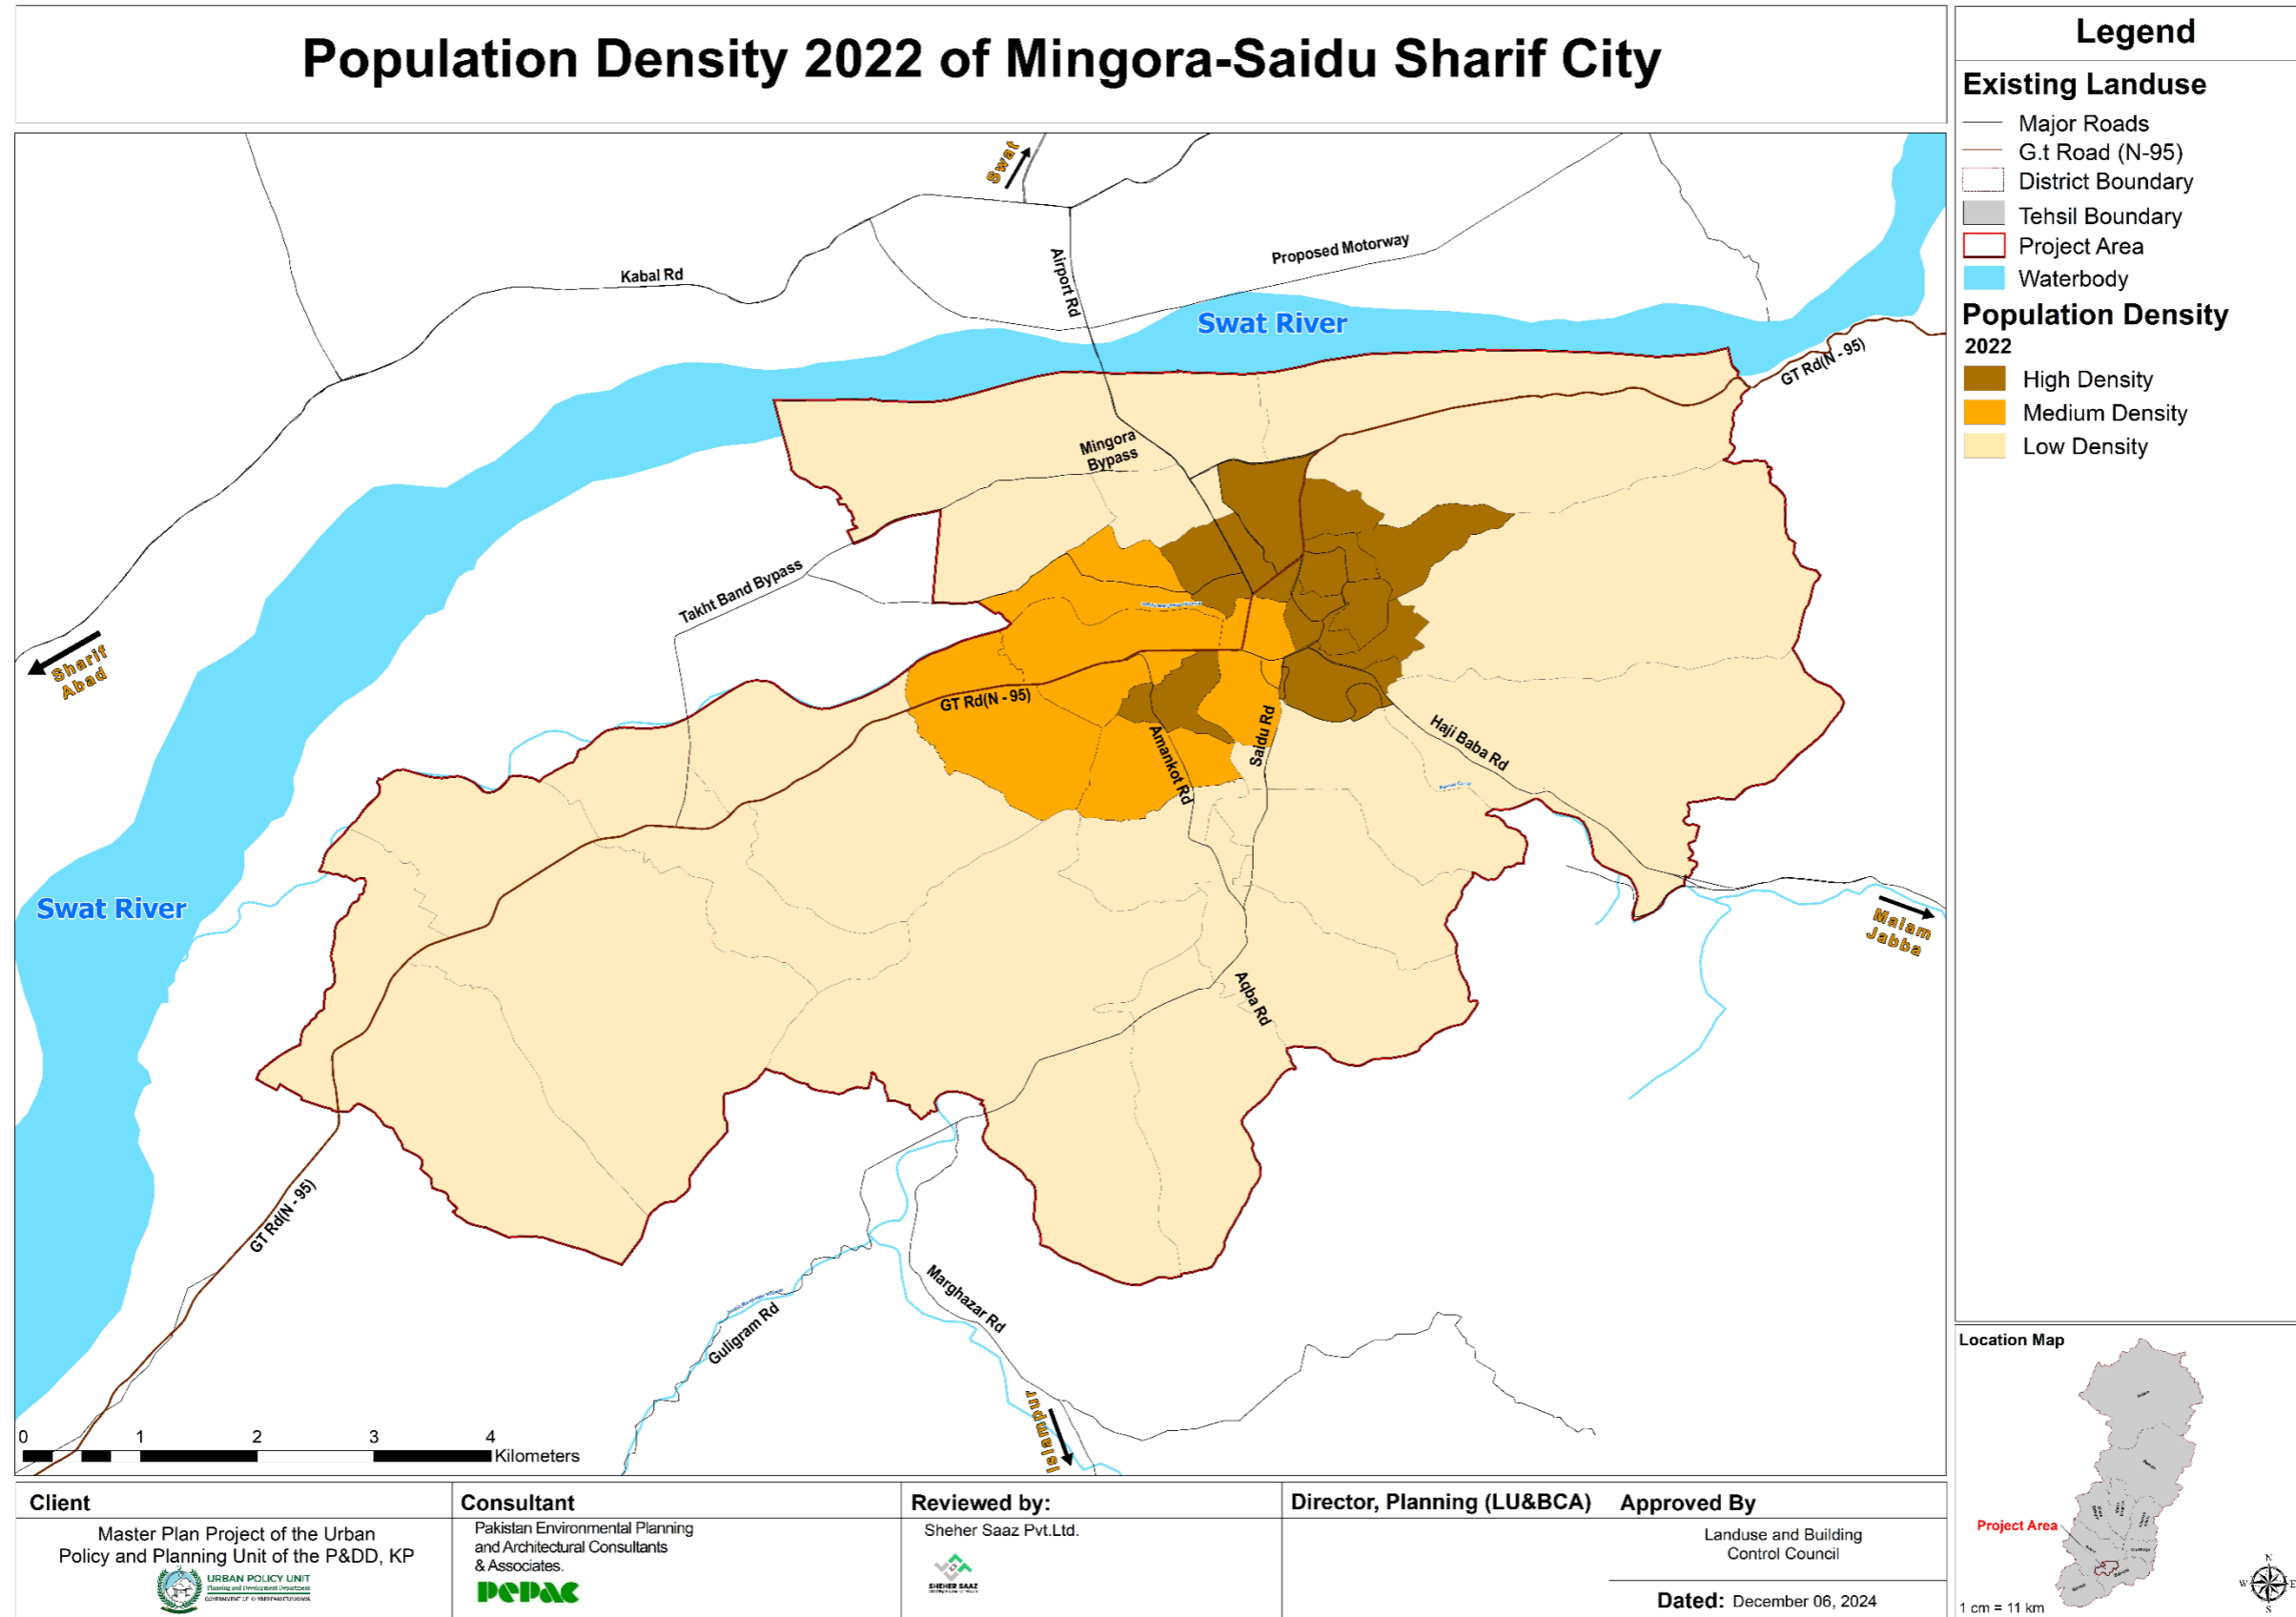 Population Density 2022 of Mingora-Saidu Sharif City
Legend
Existing Landuse
Major Roads
G.t Road (N-95)
District Boundary
Tehsil Boundary
Project Area
Waterbody
Population Density
2022
High Density
Medium Density
Low Density
Swat
Kabal Rd
Airport Rd
Proposed Motorway
Swat River
GT Rd(N - 95)
Mingora
Bypass
Takht Band Bypass
Sharif
Abad
GT Rd(N - 95)
Amankot Rd
Saidu Rd
Haji Baba Rd
Swat River
Malam
Jabba
Aqba Rd
GT Rd(N - 95)
Marghazar Rd
Guligram Rd
Islampur
0 1 2 3 4
Kilometers
Location Map
Project Area
N
W E
S
1 cm = 11 km
Client
Master Plan Project of the Urban
Policy and Planning Unit of the P&DD, KP
URBAN POLICY UNIT
Planning and Development Department
Consultant
Pakistan Environmental Planning
and Architectural Consultants
& Associates.
PEPAC
Reviewed by:
Sheher Saaz Pvt.Ltd.
SHEHER SAAZ
Director, Planning (LU&BCA)
Approved By
Landuse and Building
Control Council
Dated: December 06, 2024